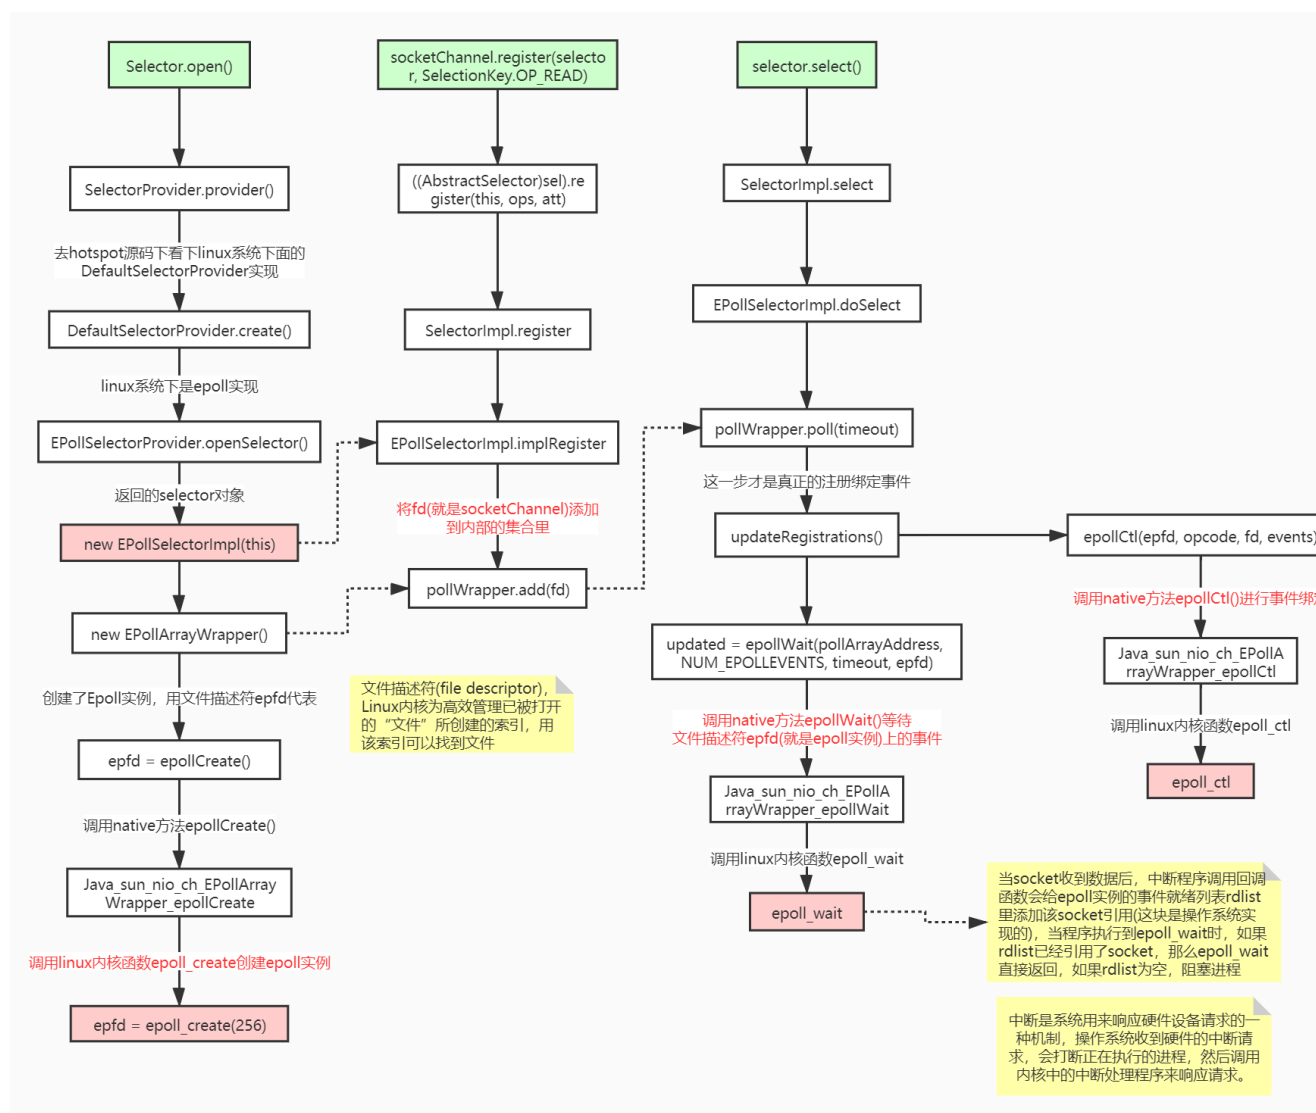 Selector.open()
SelectorProvider.provider()
去hotspot源码下看下linux系统下面的
DefaultSelectorProvider实现
DefaultSelectorProvider.create()
linux系统下是epoll实现
EPollSelectorProvider.openSelector()
返回的selector对象
new EPollSelectorImpl(this)
new EPollArrayWrapper()
创建了Epoll实例，用文件描述符epfd代表
epfd = epollCreate()
调用native方法epollCreate()
Java_sun_nio_ch_EPollArray
Wrapper_epollCreate
调用linux内核函数epoll_create创建epoll实例
epfd = epoll_create(256)
socketChannel.register(selecto
r, SelectionKey.OP_READ)
((AbstractSelector)sel).re
gister(this, ops, att)
SelectorImpl.register
EPollSelectorImpl.implRegister
将fd(就是socketChannel)添加
到内部的集合里
pollWrapper.add(fd)
文件描述符(file descriptor)，
Linux内核为高效管理已被打开
的“文件”所创建的索引，用
该索引可以找到文件
selector.select()
SelectorImpl.select
EPollSelectorImpl.doSelect
pollWrapper.poll(timeout)
这一步才是真正的注册绑定事件
updateRegistrations()
updated = epollWait(pollArrayAddress,
NUM_EPOLLEVENTS, timeout, epfd)
调用native方法epollWait()等待
文件描述符epfd(就是epoll实例)上的事件
Java_sun_nio_ch_EPollA
rrayWrapper_epollWait
调用linux内核函数epoll_wait
epoll_wait
epollCtl(epfd, opcode, fd, events)
调用native方法epollCtl()进行事件绑定
Java_sun_nio_ch_EPollA
rrayWrapper_epollCtl
调用linux内核函数epoll_ctl
epoll_ctl
当socket收到数据后，中断程序调用回调
函数会给epoll实例的事件就绪列表rdlist
里添加该socket引用(这块是操作系统实
现的)，当程序执行到epoll_wait时，如果
rdlist已经引用了socket，那么epoll_wait
直接返回，如果rdlist为空，阻塞进程
中断是系统用来响应硬件设备请求的一
种机制，操作系统收到硬件的中断请
求，会打断正在执行的进程，然后调用
内核中的中断处理程序来响应请求。